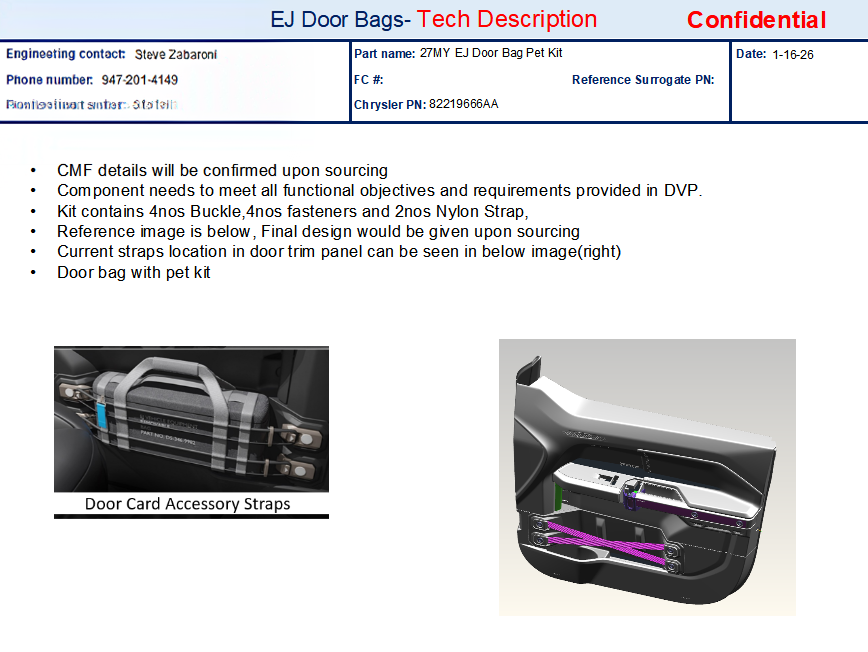 EJ Door Bags- Tech Description
Confidential
Engineeting contact: Steve Zabaroni
Phone number: 947-201-4149
Part name: 27MY EJ Door Bag Pet Kit
FC #:
Reference Surrogate PN:
Chrysler PN: 82219666AA
Date: 1-16-26
• CMF details will be confirmed upon sourcing
• Component needs to meet all functional objectives and requirements provided in DVP.
• Kit contains 4nos Buckle,4nos fasteners and 2nos Nylon Strap,
• Reference image is below, Final design would be given upon sourcing
• Current straps location in door trim panel can be seen in below image(right)
• Door bag with pet kit
Door Card Accessory Straps